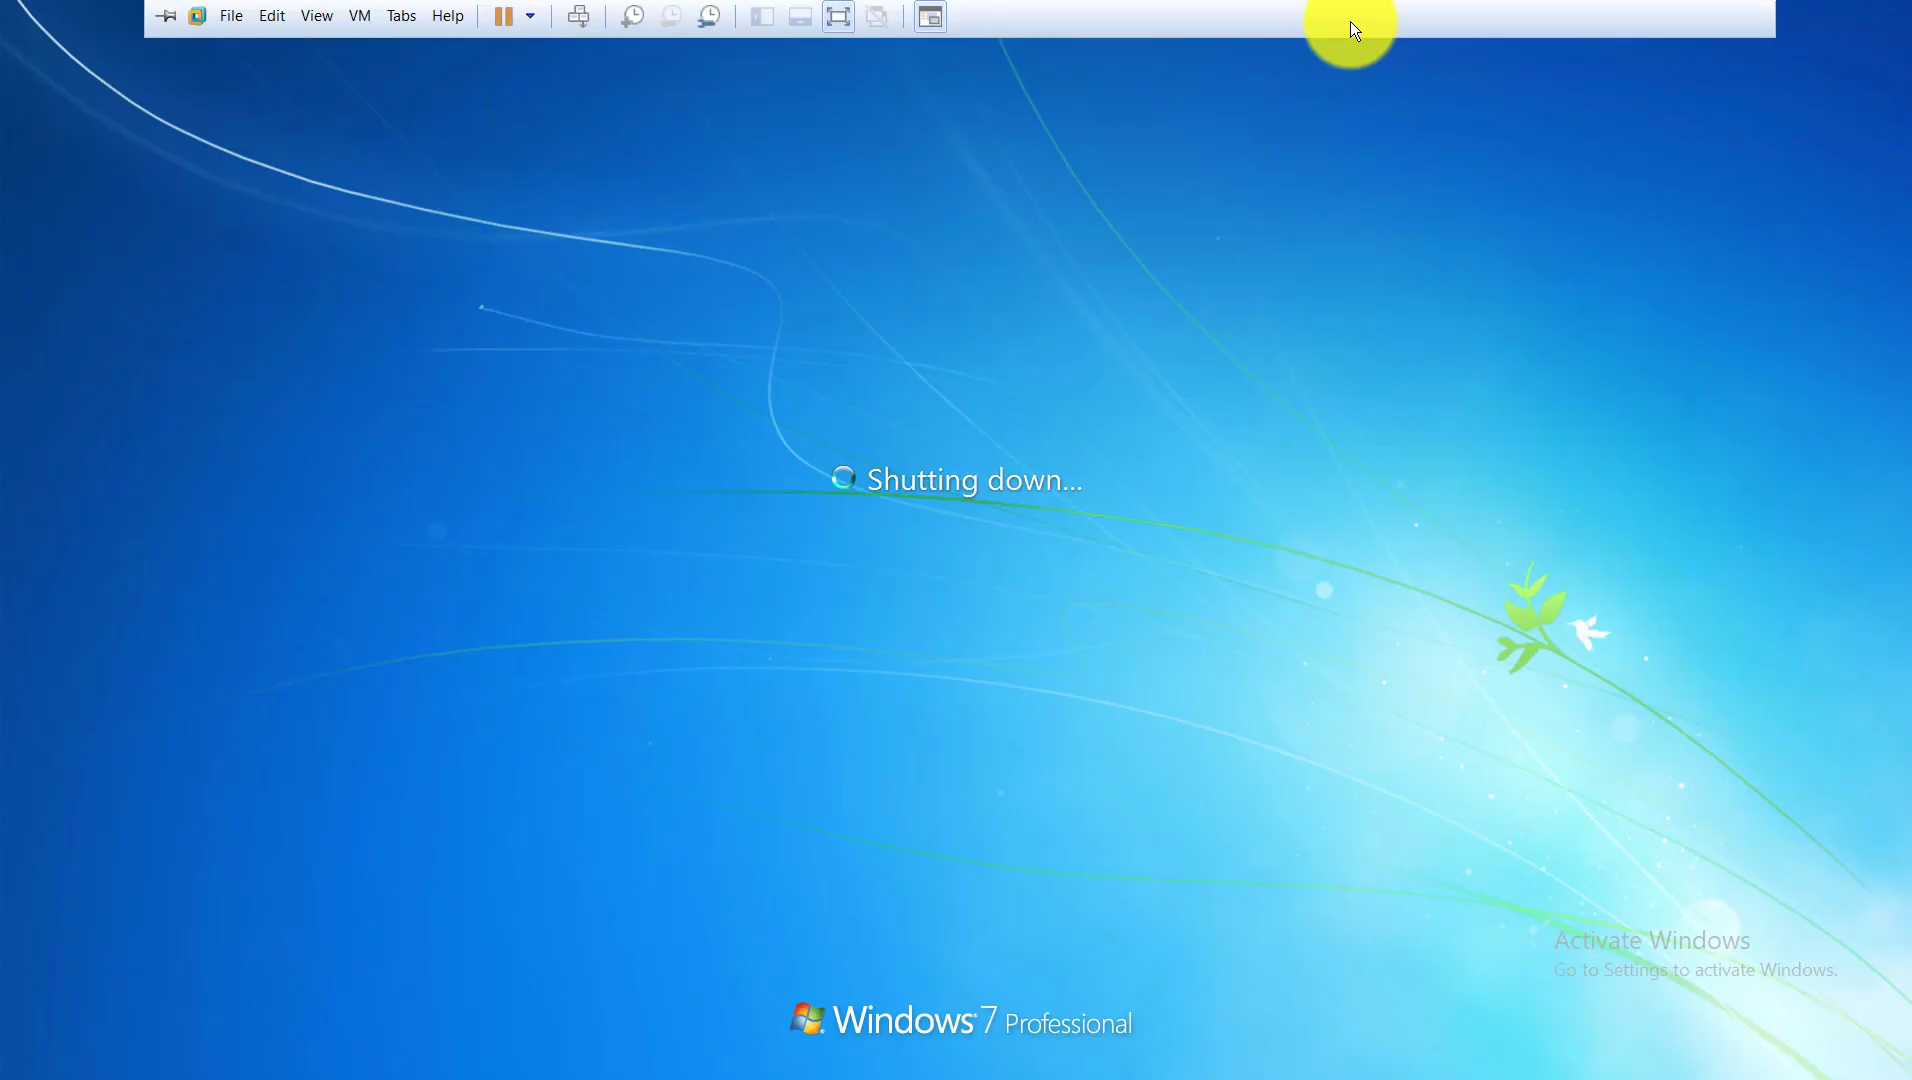 File Edit View VM Tabs Help
Shutting down...
Activate Windows
Go to Settings to activate Windows.
Windows 7 Professional